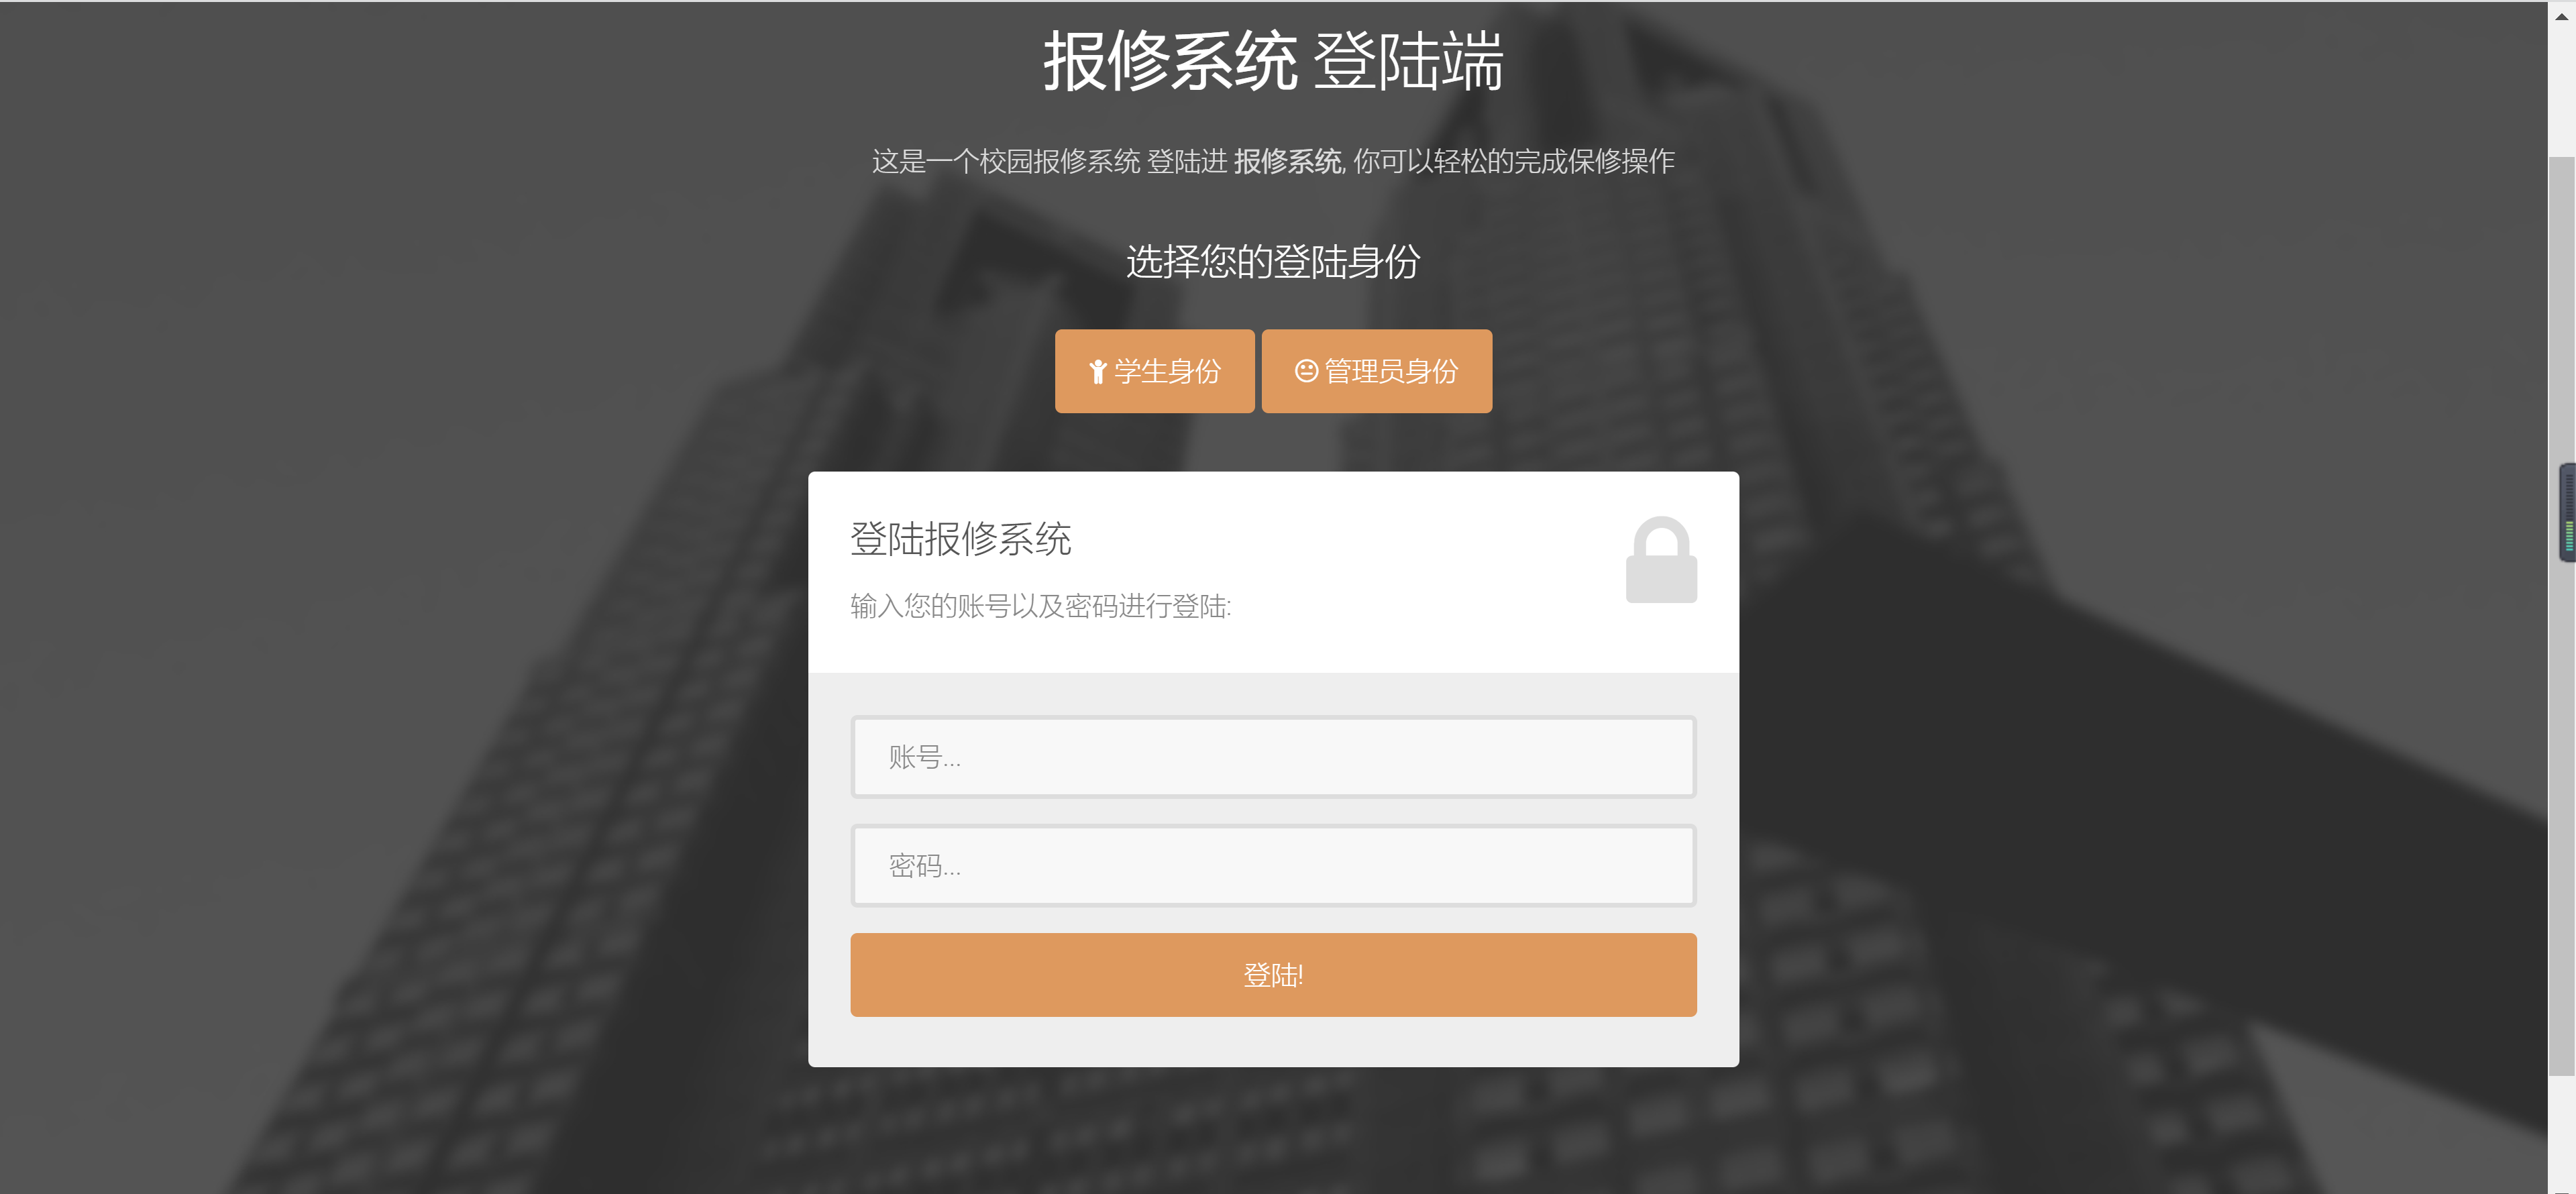 报修系统 登陆端
这是一个校园报修系统 登陆进 报修系统, 你可以轻松的完成保修操作
选择您的登陆身份
学生身份 管理员身份
登陆报修系统
输入您的账号以及密码进行登陆:
账号...
密码...
登陆!